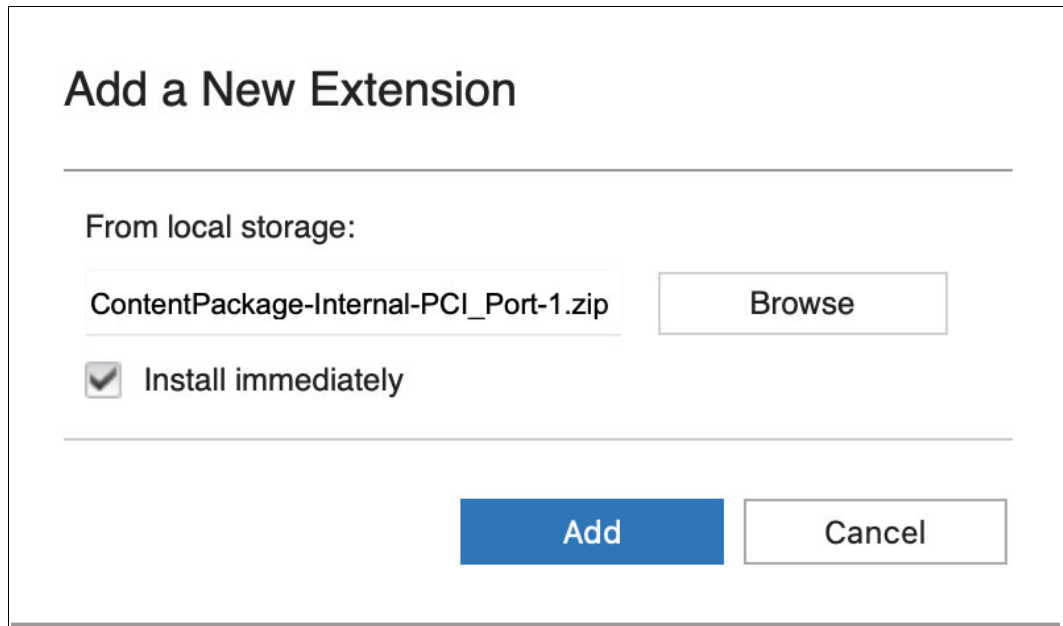 Add a New Extension
From local storage:
ContentPackage-Internal-PCI_Port-1.zip
Browse
Install immediately
Add
Cancel